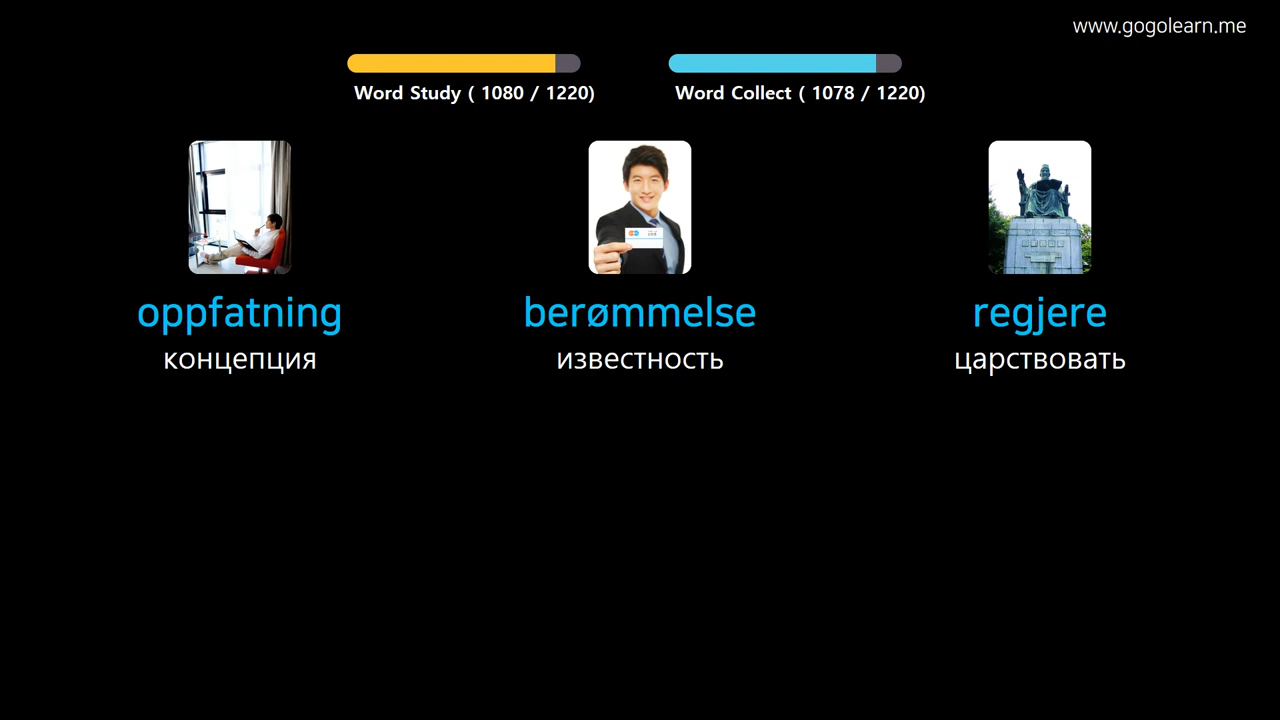 www.gogolearn.me
Word Study ( 1080 / 1220)
Word Collect ( 1078 / 1220)
oppfatning
berømmelse
regjere
концепция
известность
царствовать